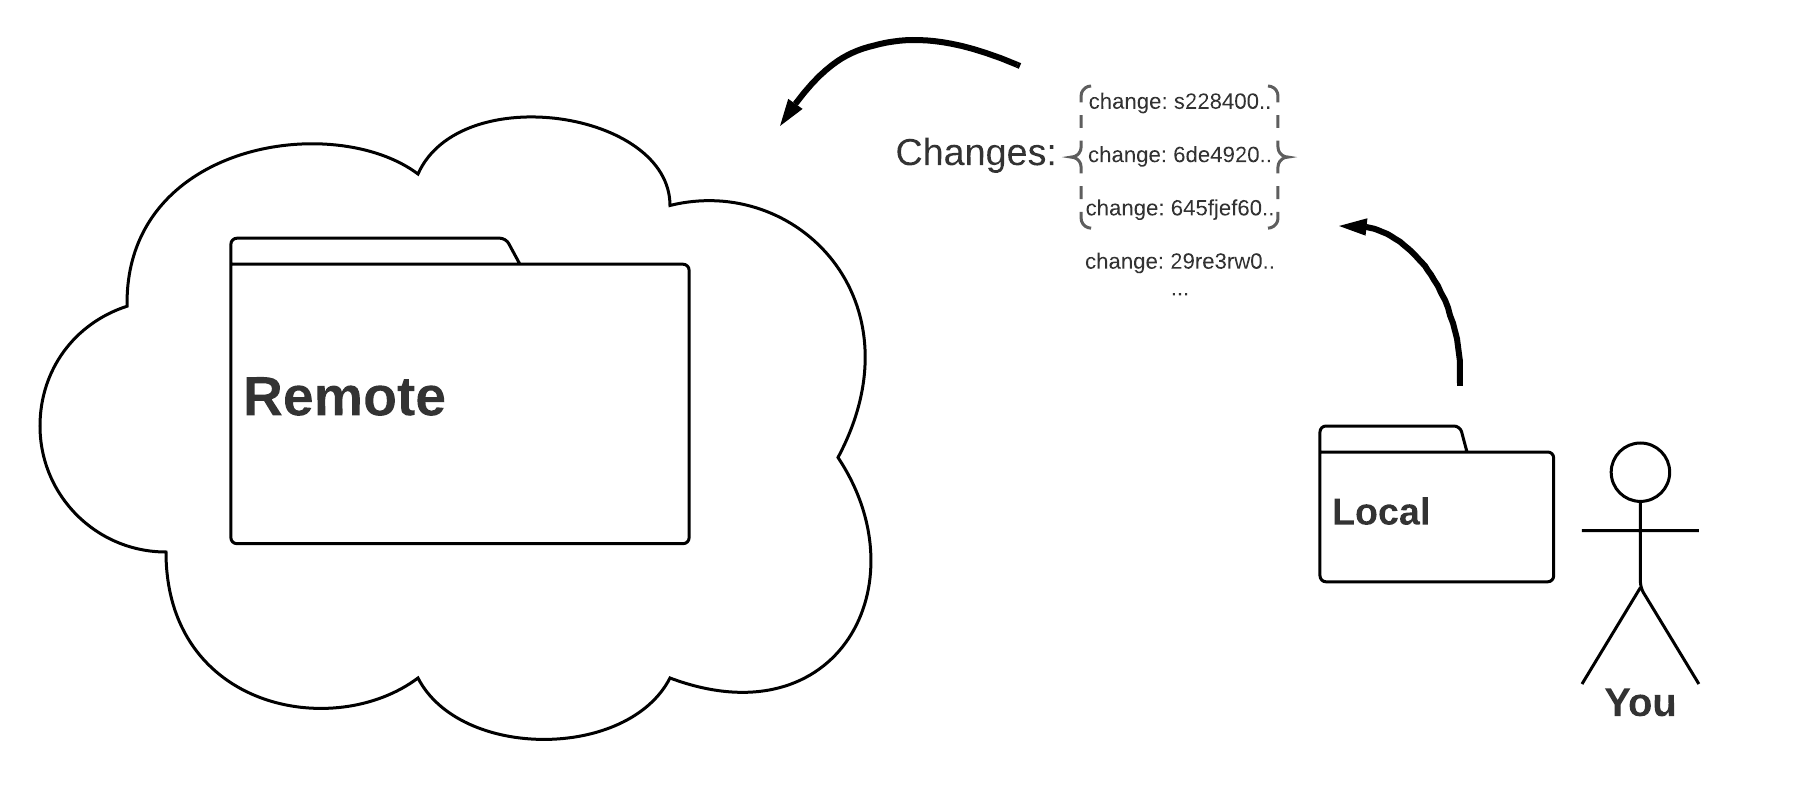 change: s228400..
Changes:
change: 6de4920..
change: 645fjef60..
change: 29re3rw0..
...
Remote
Local
You